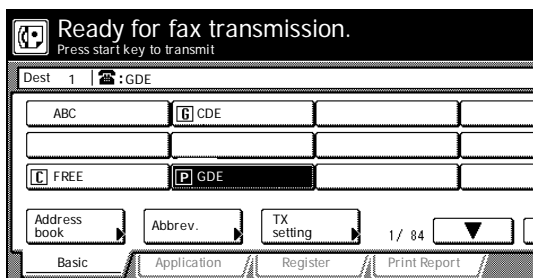 Ready for fax transmission.
Press start key to transmit
Dest 1 ☎:GDE
ABC G CDE
C FREE P GDE
Address book Abbrev. TX setting 1/ 84 ▼
Basic Application Register Print Report